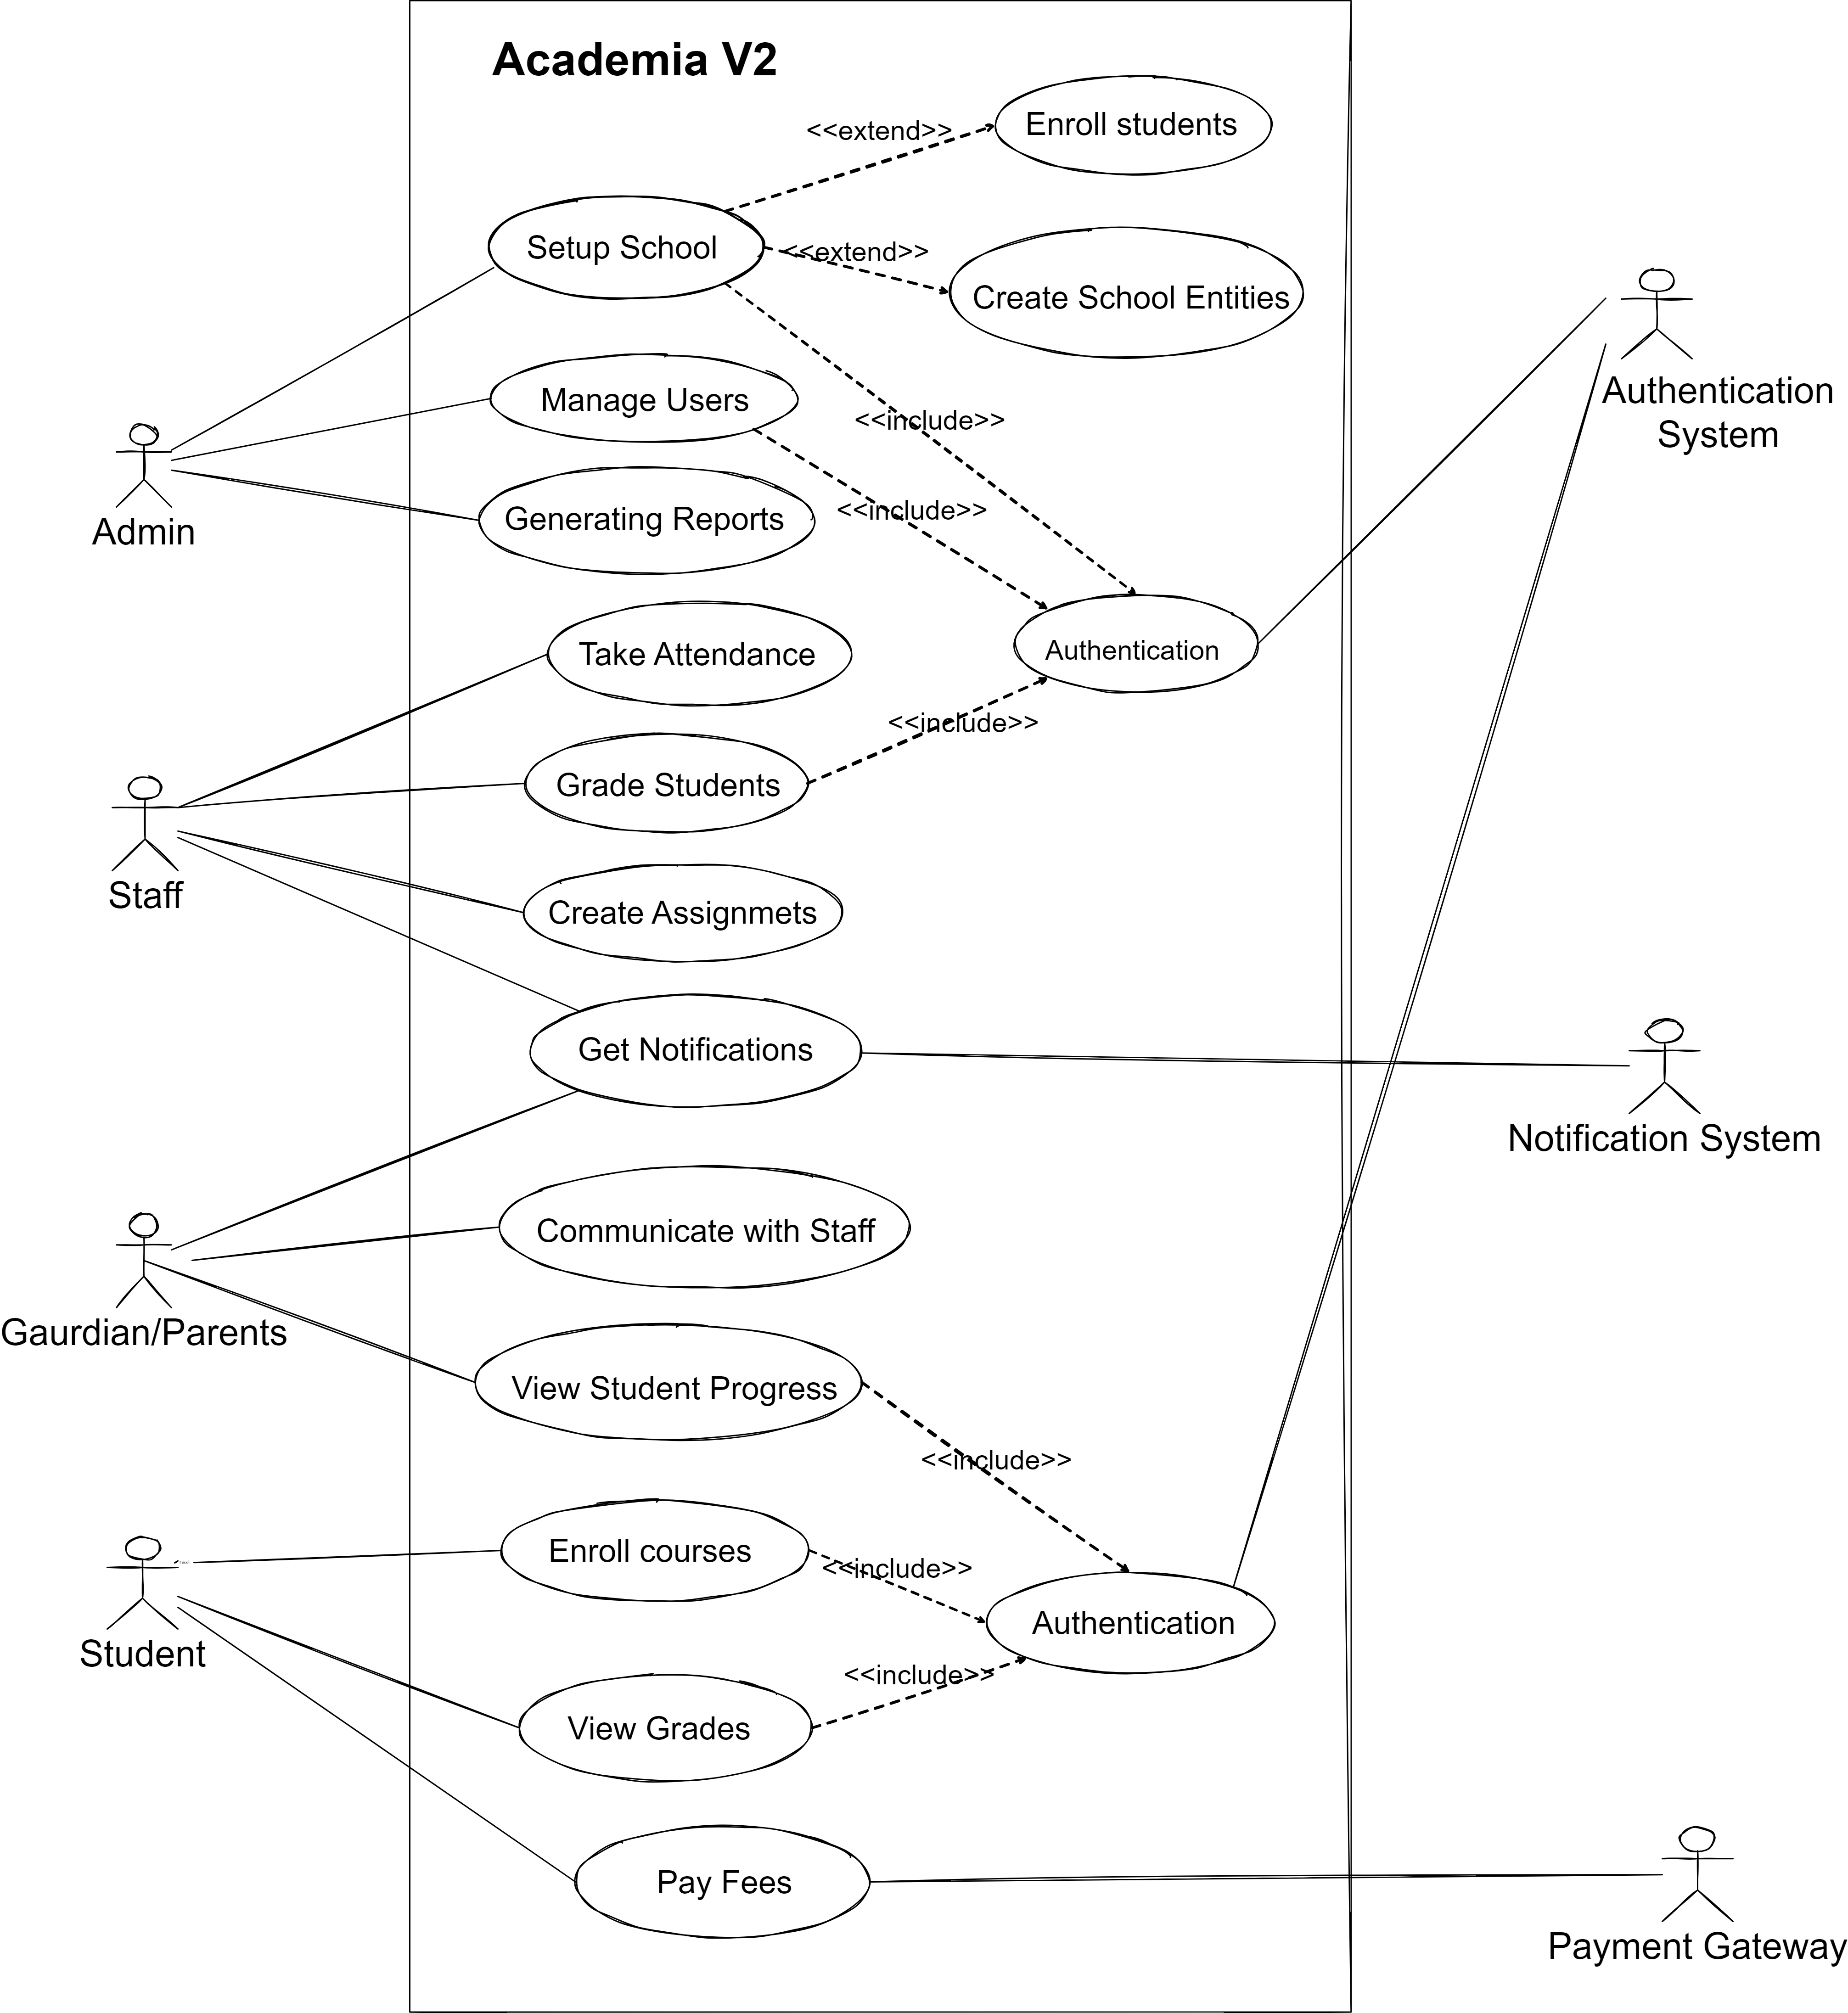 Academia V2
Enroll students
<<extend>>
Setup School
<<extend>>
Create School Entities
Authentication
System
Manage Users
<<include>>
Admin
Generating Reports
<<include>>
Take Attendance
Authentication
<<include>>
Staff
Grade Students
Create Assignmets
Get Notifications
Notification System
Communicate with Staff
Gaurdian/Parents
View Student Progress
<<include>>
Enroll courses
<<include>>
Text
Student
Authentication
<<include>>
View Grades
Pay Fees
Payment Gateway